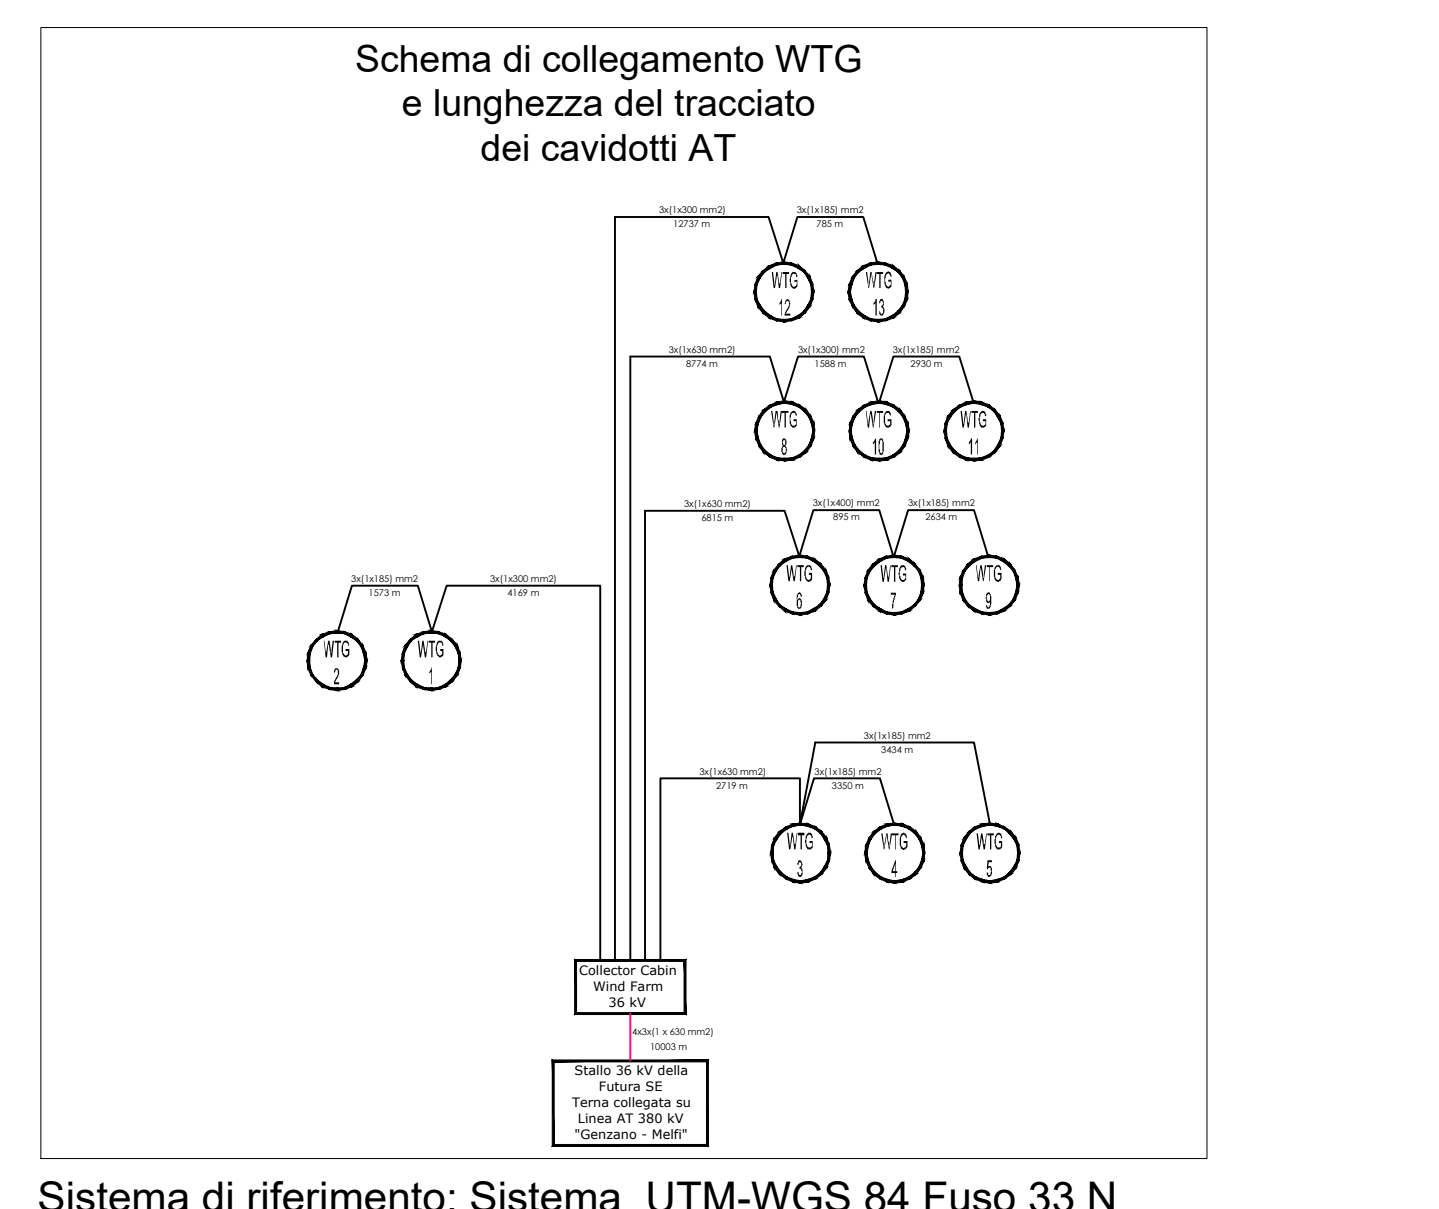 Schema di collegamento WTG
e lunghezza del tracciato
dei cavidotti AT
3x(1x300 mm2)
12737 m
3x(1x185) mm2
785 m
WTG
12
WTG
13
3x(1x630 mm2)
8774 m
3x(1x300) mm2
1588 m
3x(1x185) mm2
2930 m
WTG
8
WTG
10
WTG
11
3x(1x630 mm2)
6815 m
3x(1x400) mm2
895 m
3x(1x185) mm2
2634 m
WTG
6
WTG
7
WTG
9
3x(1x185) mm2
1573 m
3x(1x300 mm2)
4169 m
WTG
2
WTG
1
3x(1x185) mm2
3434 m
3x(1x630 mm2)
2719 m
3x(1x185) mm2
3350 m
WTG
3
WTG
4
WTG
5
Collector Cabin
Wind Farm
36 kV
4x3x(1 x 630 mm2)
10003 m
Stallo 36 kV della
Futura SE
Terna collegata su
Linea AT 380 kV
"Genzano - Melfi"
Sistema di riferimento: Sistema UTM-WGS 84 Fuso 33 N